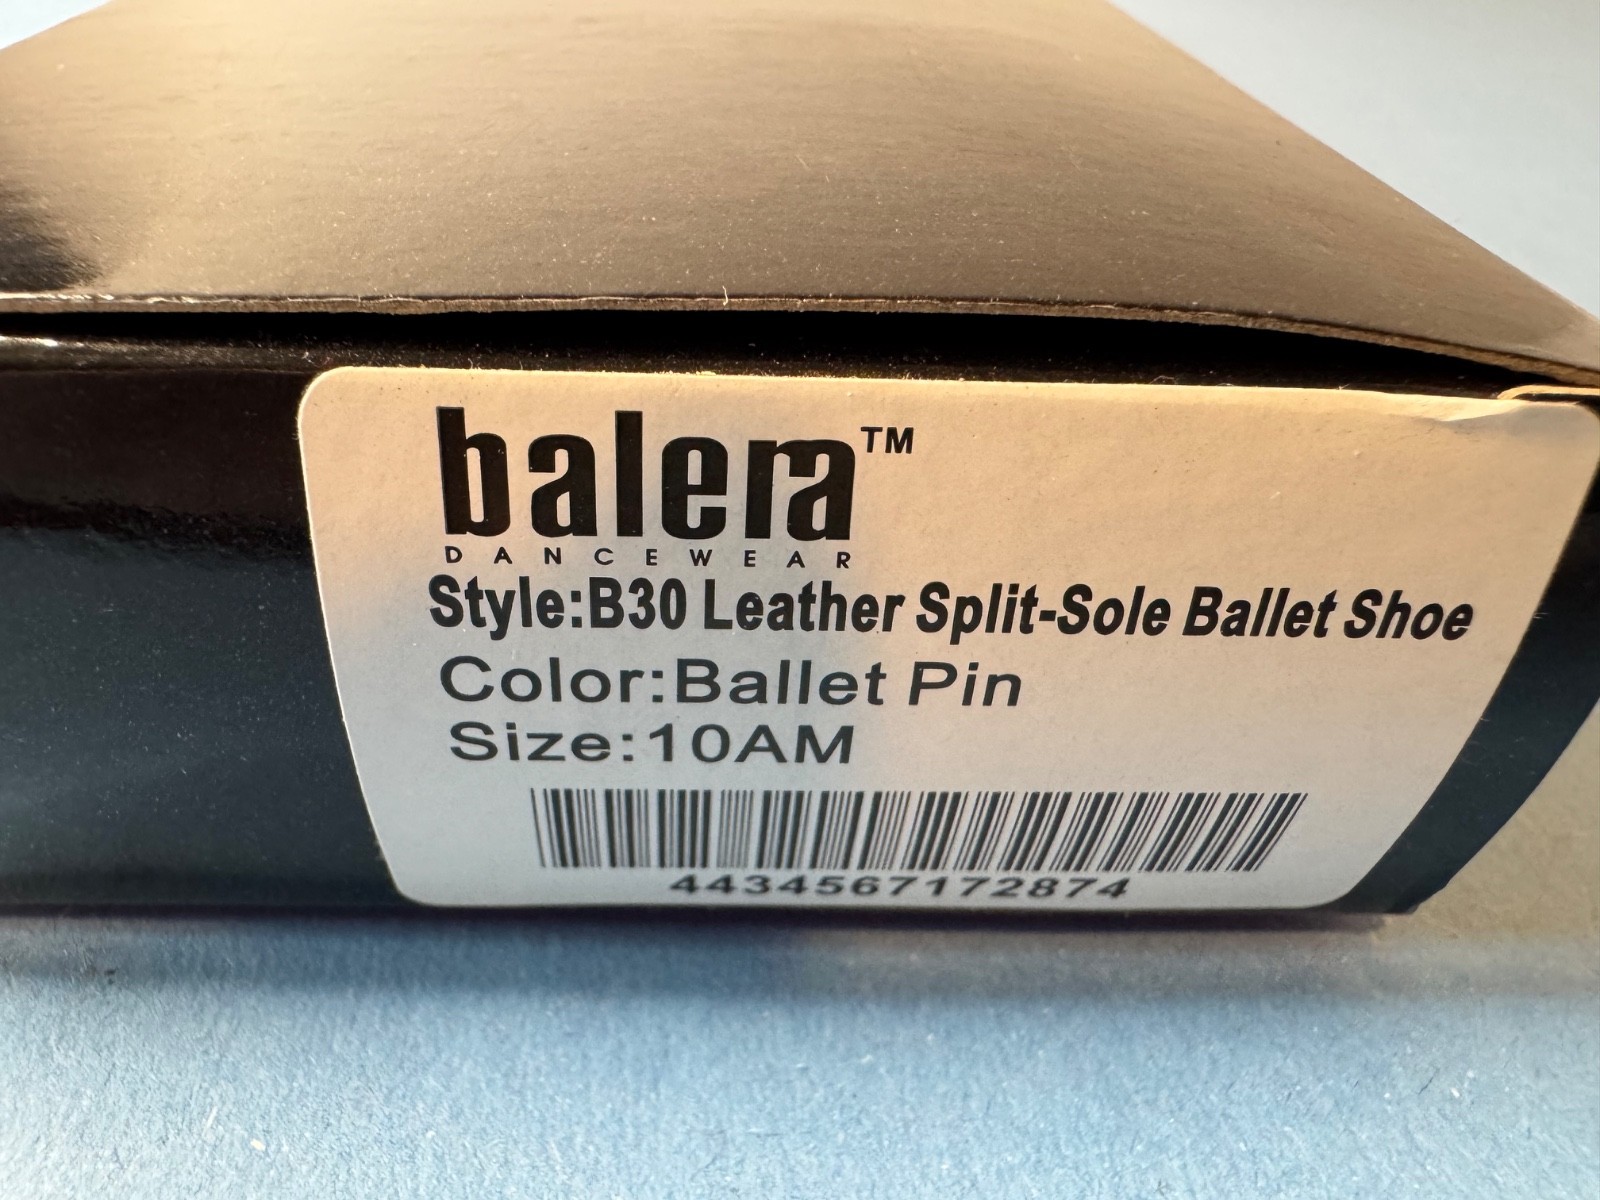 balera™
DANCEWEAR
Style:B30 Leather Split-Sole Ballet Shoe
Color:Ballet Pin
Size:10AM
4434567172874